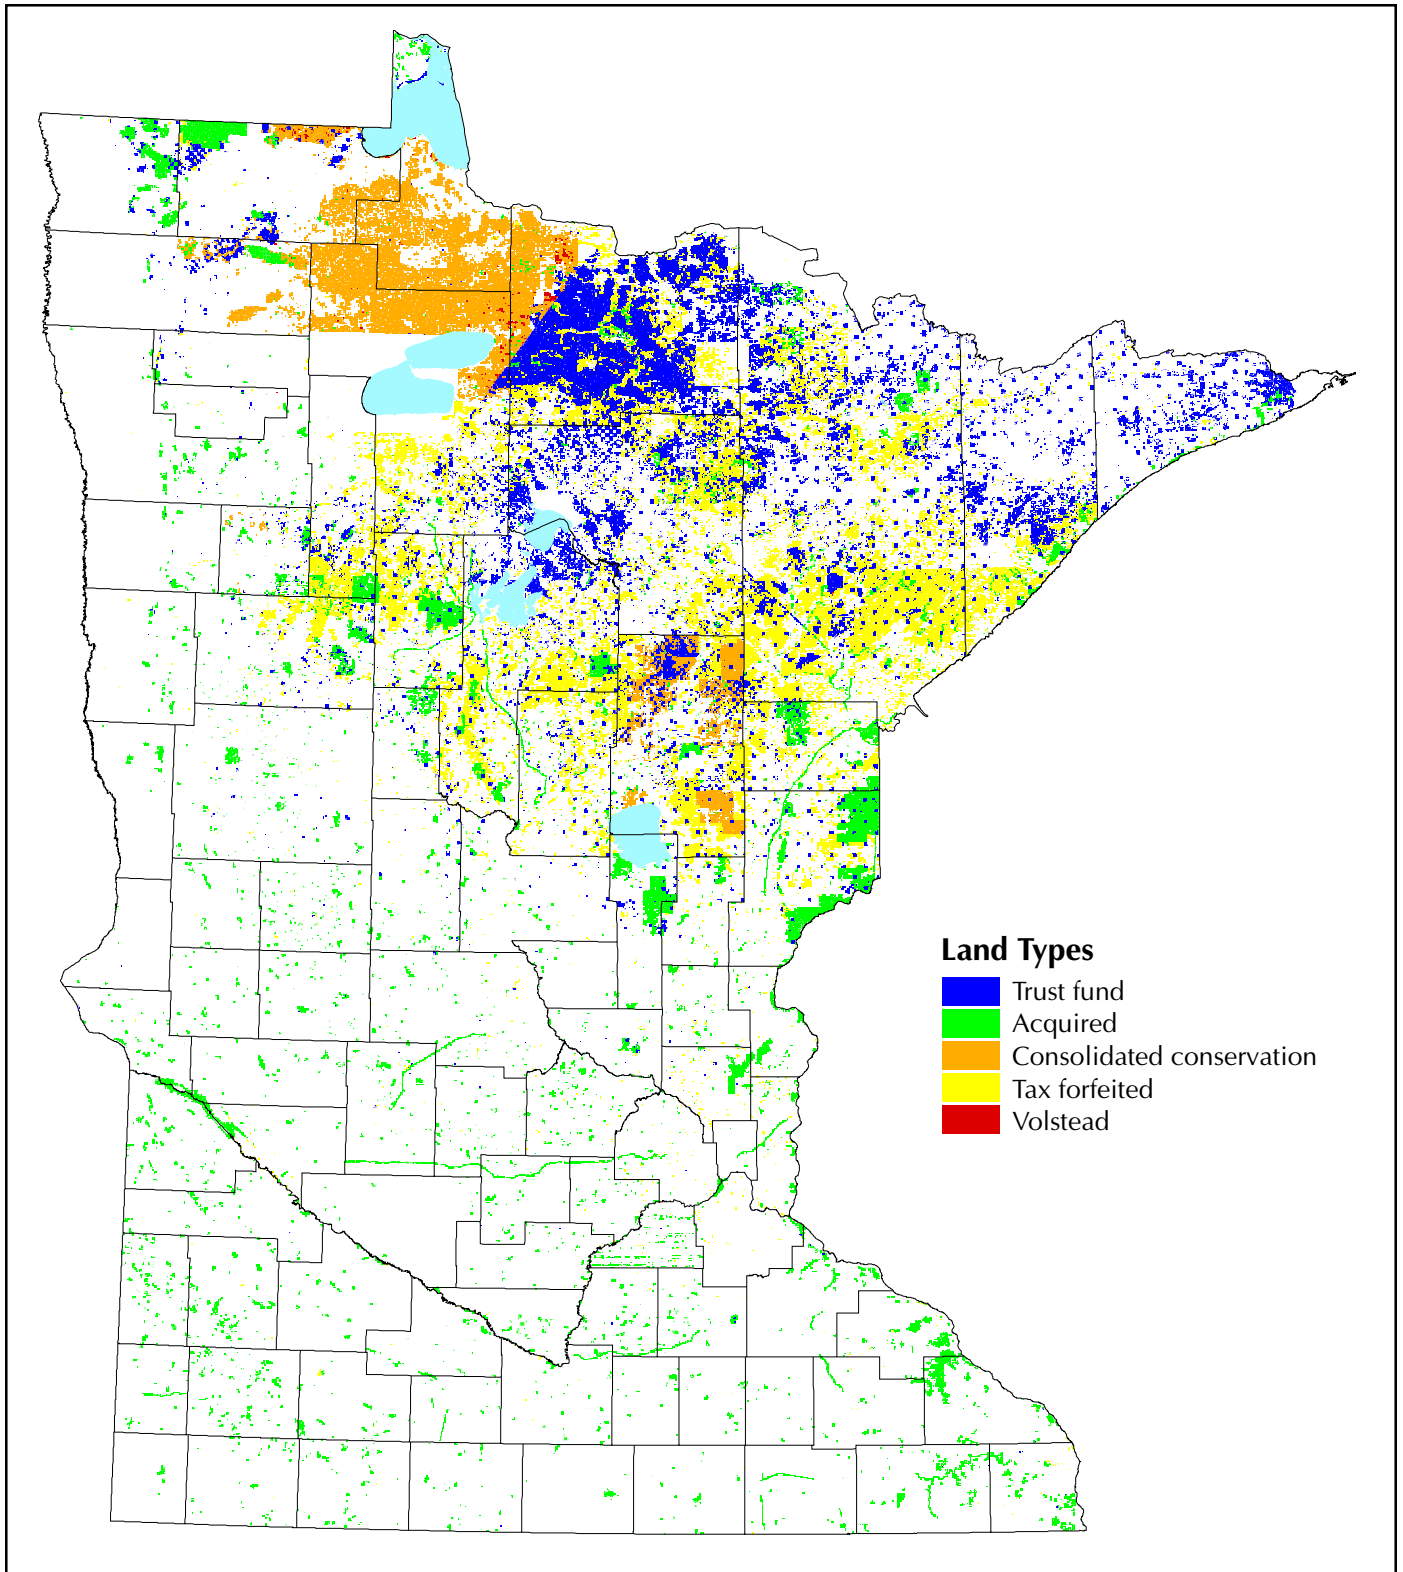 Land Types
Trust fund
Acquired
Consolidated conservation
Tax forfeited
Volstead